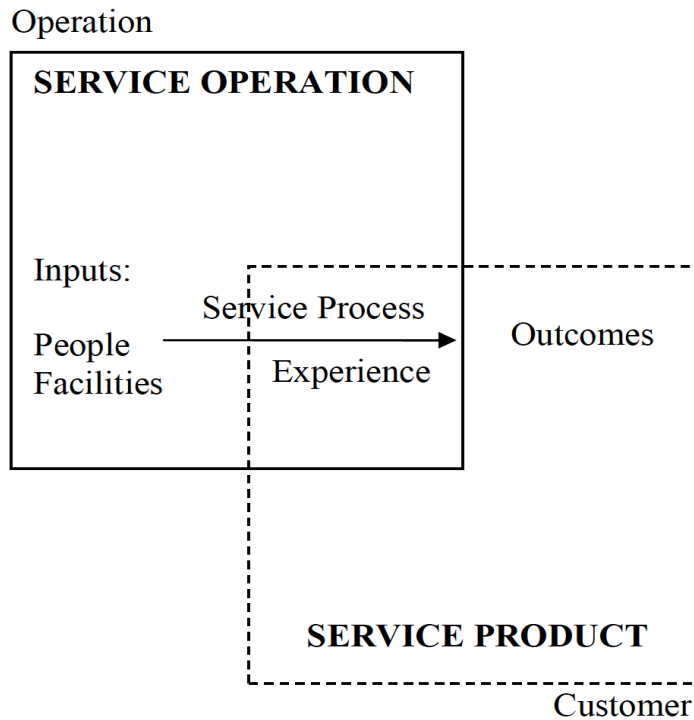 Operation
SERVICE OPERATION
Inputs:
Service Process
People
Outcomes
Experience
Facilities
SERVICE PRODUCT
Customer